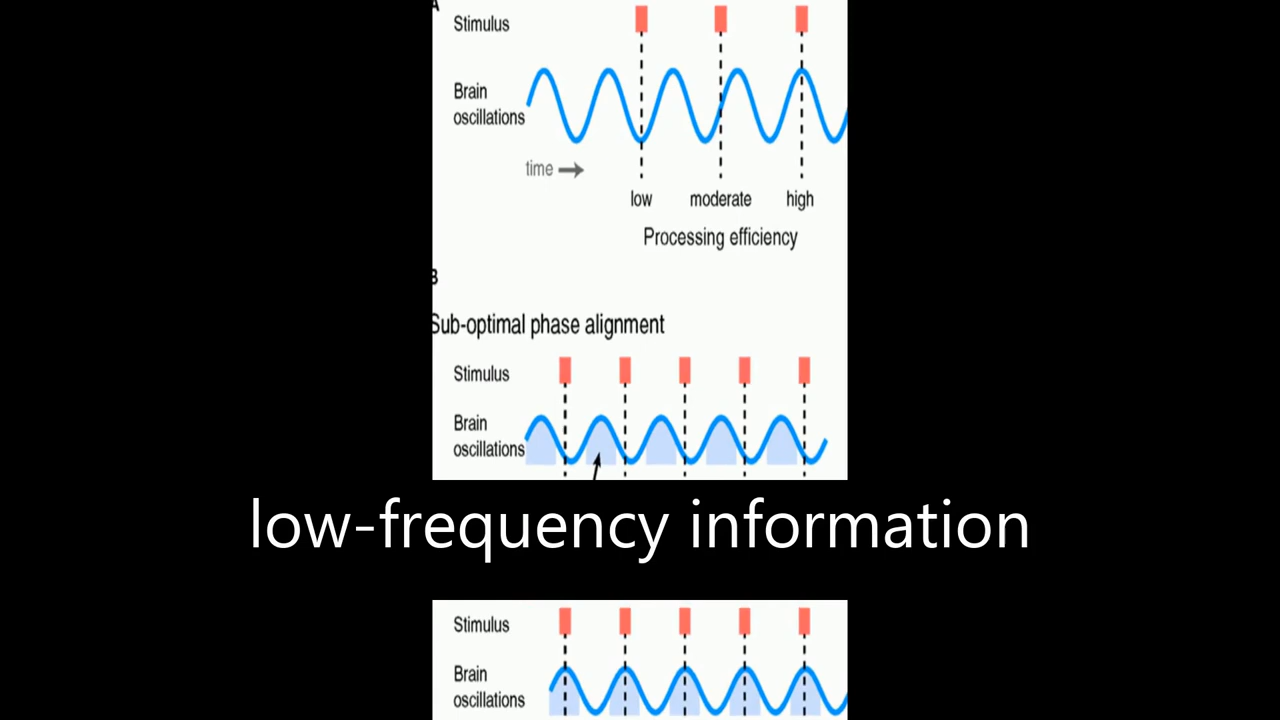 A
Stimulus
Brain
oscillations
time
low moderate high
Processing efficiency
B
Sub-optimal phase alignment
Stimulus
Brain
oscillations
low-frequency information
Stimulus
Brain
oscillations